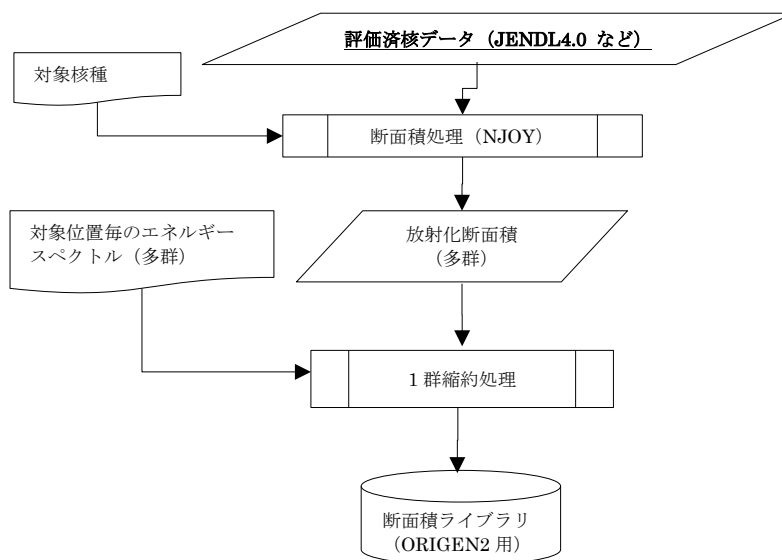 評価済核データ（JENDL4.0 など）
対象核種
断面積処理（NJOY）
対象位置毎のエネルギー
スペクトル（多群）
放射化断面積
（多群）
1 群縮約処理
断面積ライブラリ
（ORIGEN2 用）